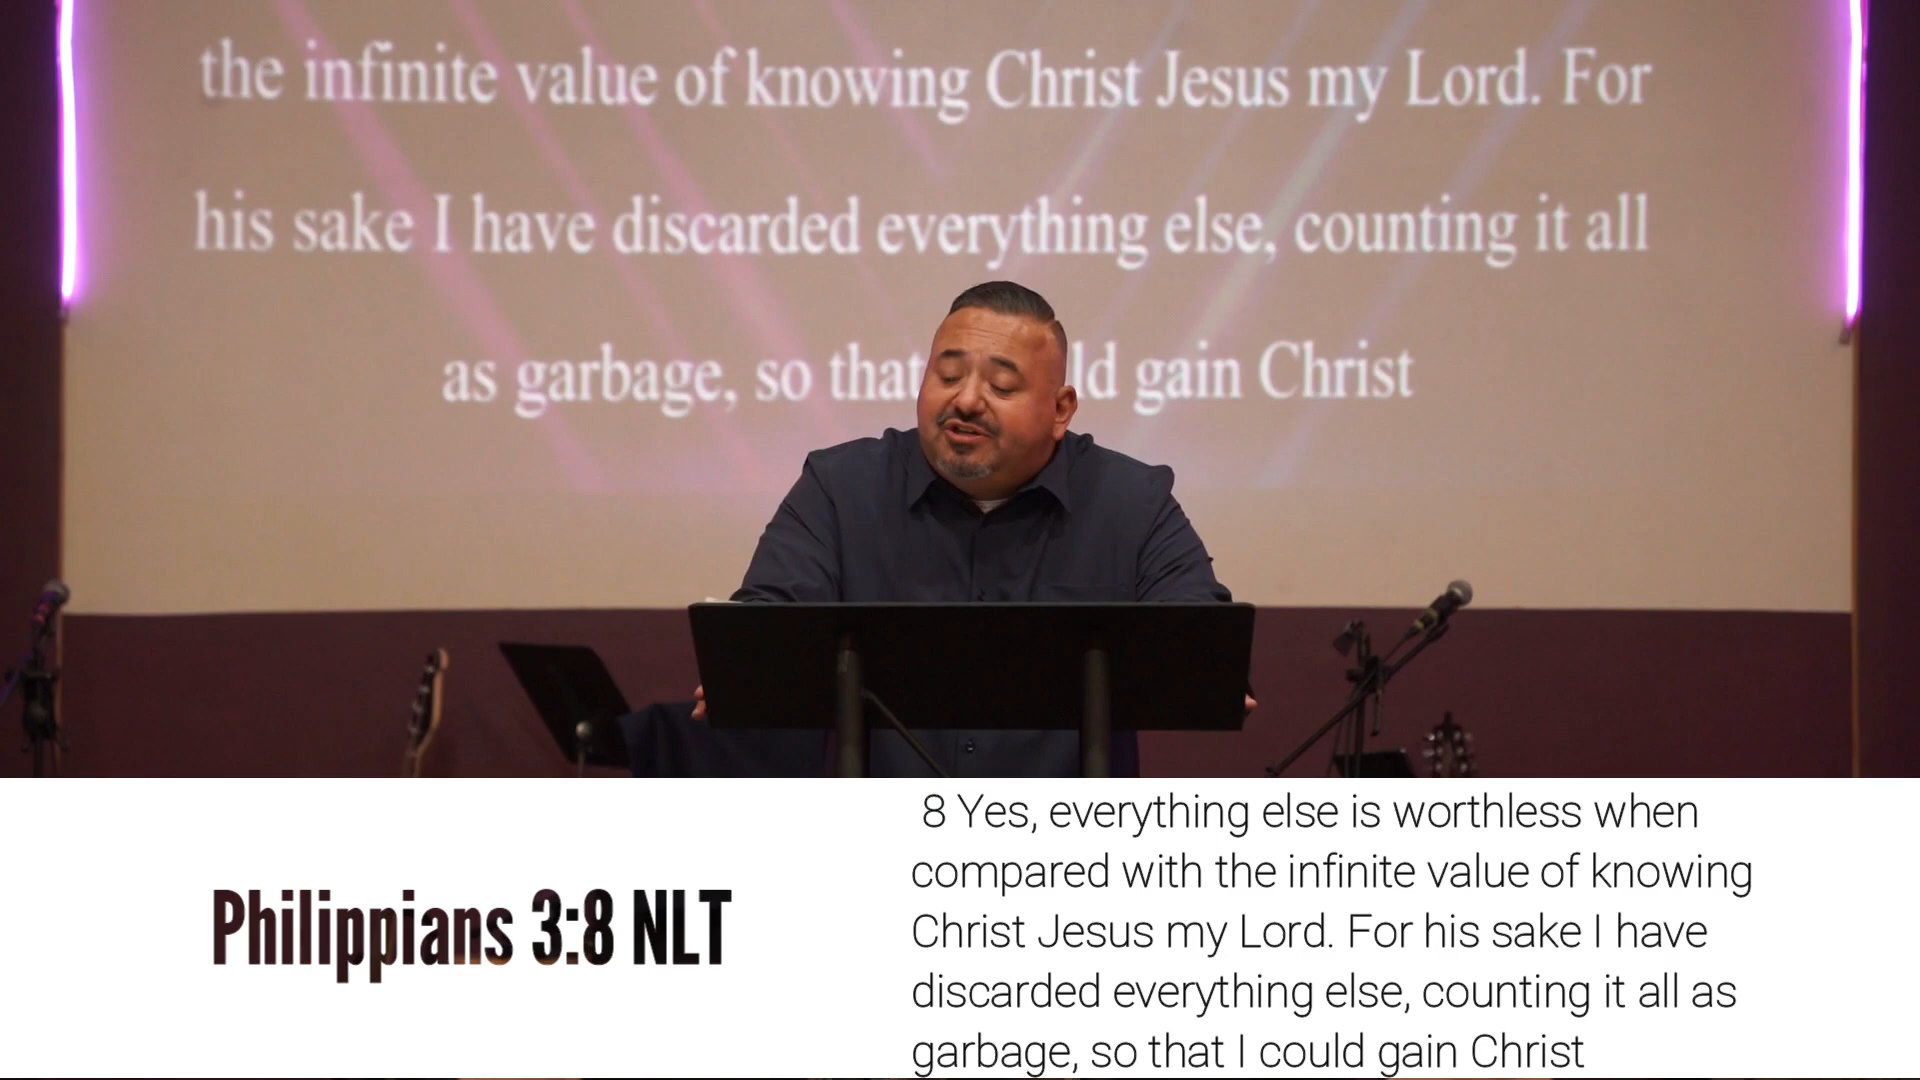 the infinite value of knowing Christ Jesus my Lord. For
his sake I have discarded everything else, counting it all
as garbage, so that ld gain Christ
Philippians 3:8 NLT
8 Yes, everything else is worthless when
compared with the infinite value of knowing
Christ Jesus my Lord. For his sake I have
discarded everything else, counting it all as
garbage, so that I could gain Christ